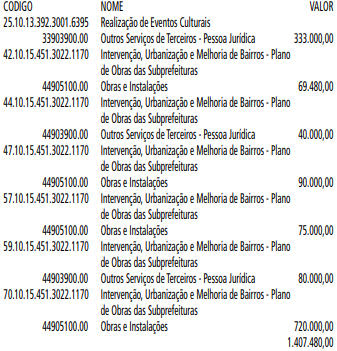 CODIGO NOME VALOR
25.10.13.392.3001.6395 Realização de Eventos Culturais
33903900.00 Outros Serviços de Terceiros - Pessoa Jurídica 333.000,00
42.10.15.451.3022.1170 Intervenção, Urbanização e Melhoria de Bairros - Plano
de Obras das Subprefeituras
44905100.00 Obras e Instalações 69.480,00
44.10.15.451.3022.1170 Intervenção, Urbanização e Melhoria de Bairros - Plano
de Obras das Subprefeituras
44903900.00 Outros Serviços de Terceiros - Pessoa Jurídica 40.000,00
47.10.15.451.3022.1170 Intervenção, Urbanização e Melhoria de Bairros - Plano
de Obras das Subprefeituras
44905100.00 Obras e Instalações 90.000,00
57.10.15.451.3022.1170 Intervenção, Urbanização e Melhoria de Bairros - Plano
de Obras das Subprefeituras
44905100.00 Obras e Instalações 75.000,00
59.10.15.451.3022.1170 Intervenção, Urbanização e Melhoria de Bairros - Plano
de Obras das Subprefeituras
44903900.00 Outros Serviços de Terceiros - Pessoa Jurídica 80.000,00
70.10.15.451.3022.1170 Intervenção, Urbanização e Melhoria de Bairros - Plano
de Obras das Subprefeituras
44905100.00 Obras e Instalações 720.000,00
1.407.480,00